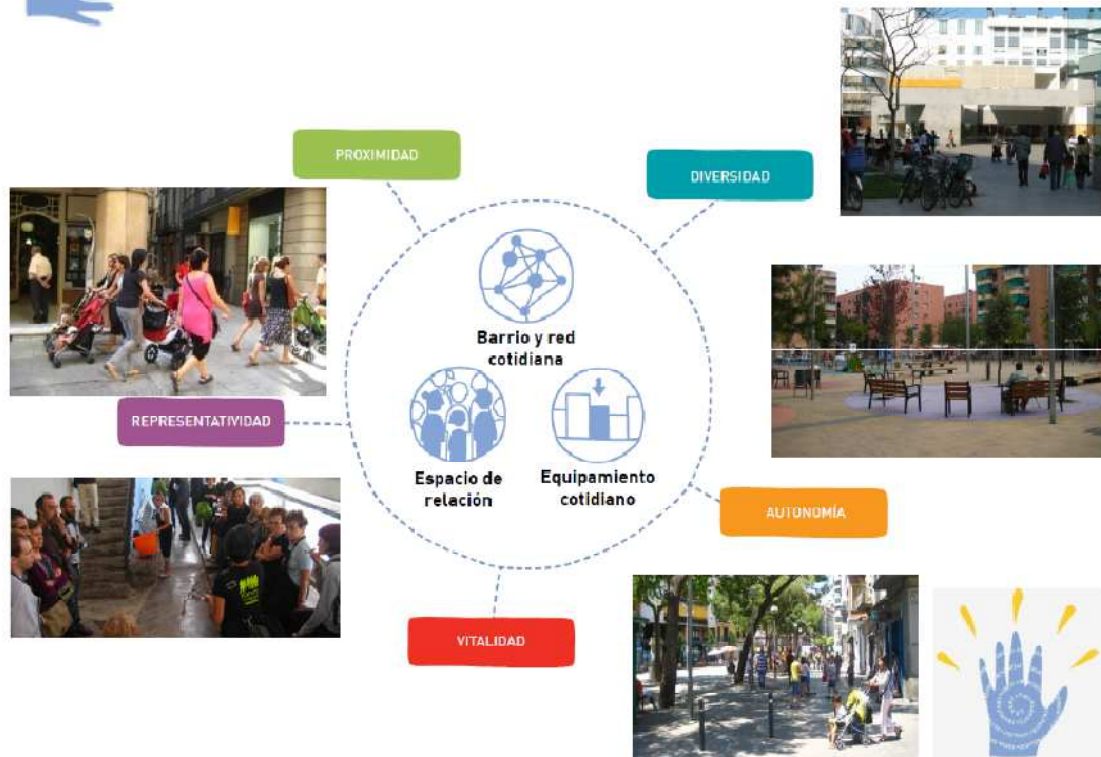 PROXIMIDAD
DIVERSIDAD
Barrio y red
cotidiana
REPRESENTATIVIDAD
Espacio de
relación
Equipamiento
cotidiano
AUTONOMÍA
VITALIDAD